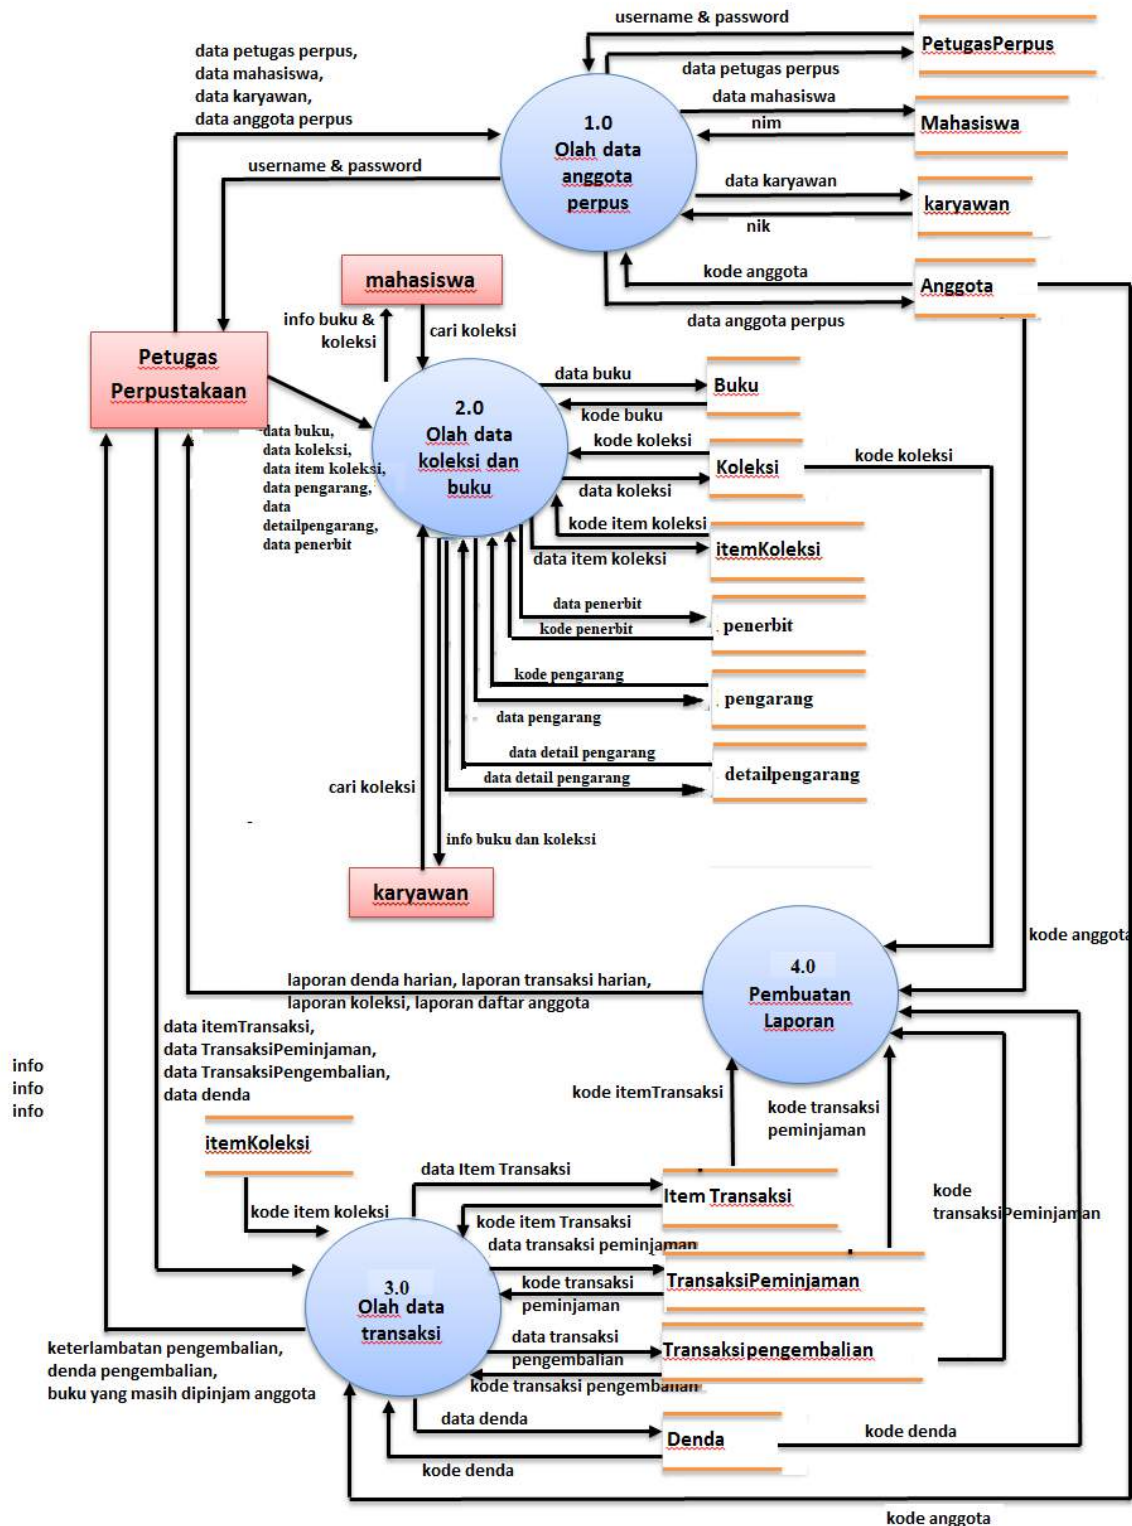 username & password
PetugasPerpus
data petugas perpus
data petugas perpus,
data mahasiswa,
data karyawan,
data anggota perpus
username & password
1.0
Olah data
anggota
perpus
data mahasiswa
nim
Mahasiswa
data karyawan
nik
karyawan
kode anggota
Anggota
data anggota perpus
mahasiswa
info buku &
koleksi
cari koleksi
Petugas
Perpustakaan
data buku,
data koleksi,
data item koleksi,
data pengarang,
data
detailpengarang,
data penerbit
2.0
Olah data
koleksi dan
buku
data buku
kode buku
Buku
kode koleksi
data koleksi
Koleksi
kode koleksi
kode item koleksi
data item koleksi
itemKoleksi
data penerbit
kode penerbit
penerbit
kode pengarang
data pengarang
pengarang
data detail pengarang
data detail pengarang
detailpengarang
cari koleksi
info buku dan koleksi
karyawan
kode anggota
4.0
Pembuatan
Laporan
laporan denda harian, laporan transaksi harian,
laporan koleksi, laporan daftar anggota
data itemTransaksi,
data TransaksiPeminjaman,
data TransaksiPengembalian,
data denda
info
info
info
kode itemTransaksi
kode transaksi
peminjaman
kode
transaksiPeminjaman
itemKoleksi
kode item koleksi
data Item Transaksi
Item Transaksi
kode item Transaksi
data transaksi peminjaman
3.0
Olah data
transaksi
kode transaksi
peminjaman
TransaksiPeminjaman
data transaksi
pengembalian
Transaksipengembalian
kode transaksi pengembalian
keterlambatan pengembalian,
denda pengembalian,
buku yang masih dipinjam anggota
data denda
Denda
kode denda
kode denda
kode anggota